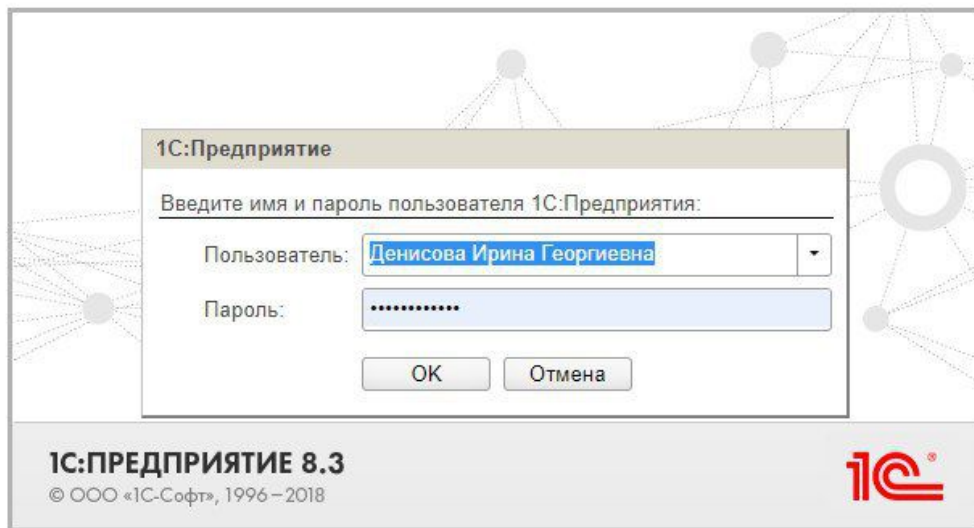 1С:Предприятие
Введите имя и пароль пользователя 1С:Предприятия:
Пользователь: Денисова Ирина Георгиевна
Пароль: ••••••••••••
OK Отмена
1С:ПРЕДПРИЯТИЕ 8.3
© ООО «1С-Софт», 1996–2018
1С®